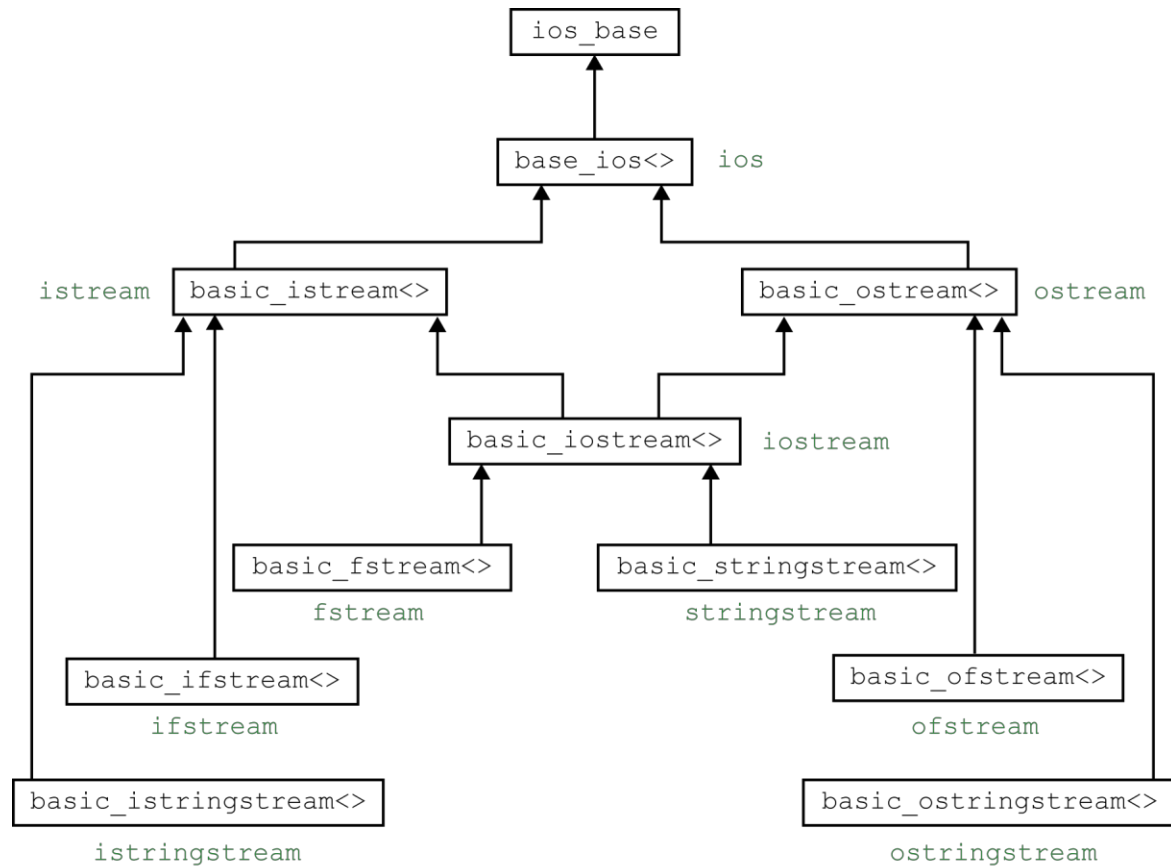 ios_base
base_ios<>
ios
istream
basic_istream<>
basic_ostream<>
ostream
basic_iostream<>
iostream
basic_fstream<>
basic_stringstream<>
fstream
stringstream
basic_ifstream<>
basic_ofstream<>
ifstream
ofstream
basic_istringstream<>
basic_ostringstream<>
istringstream
ostringstream